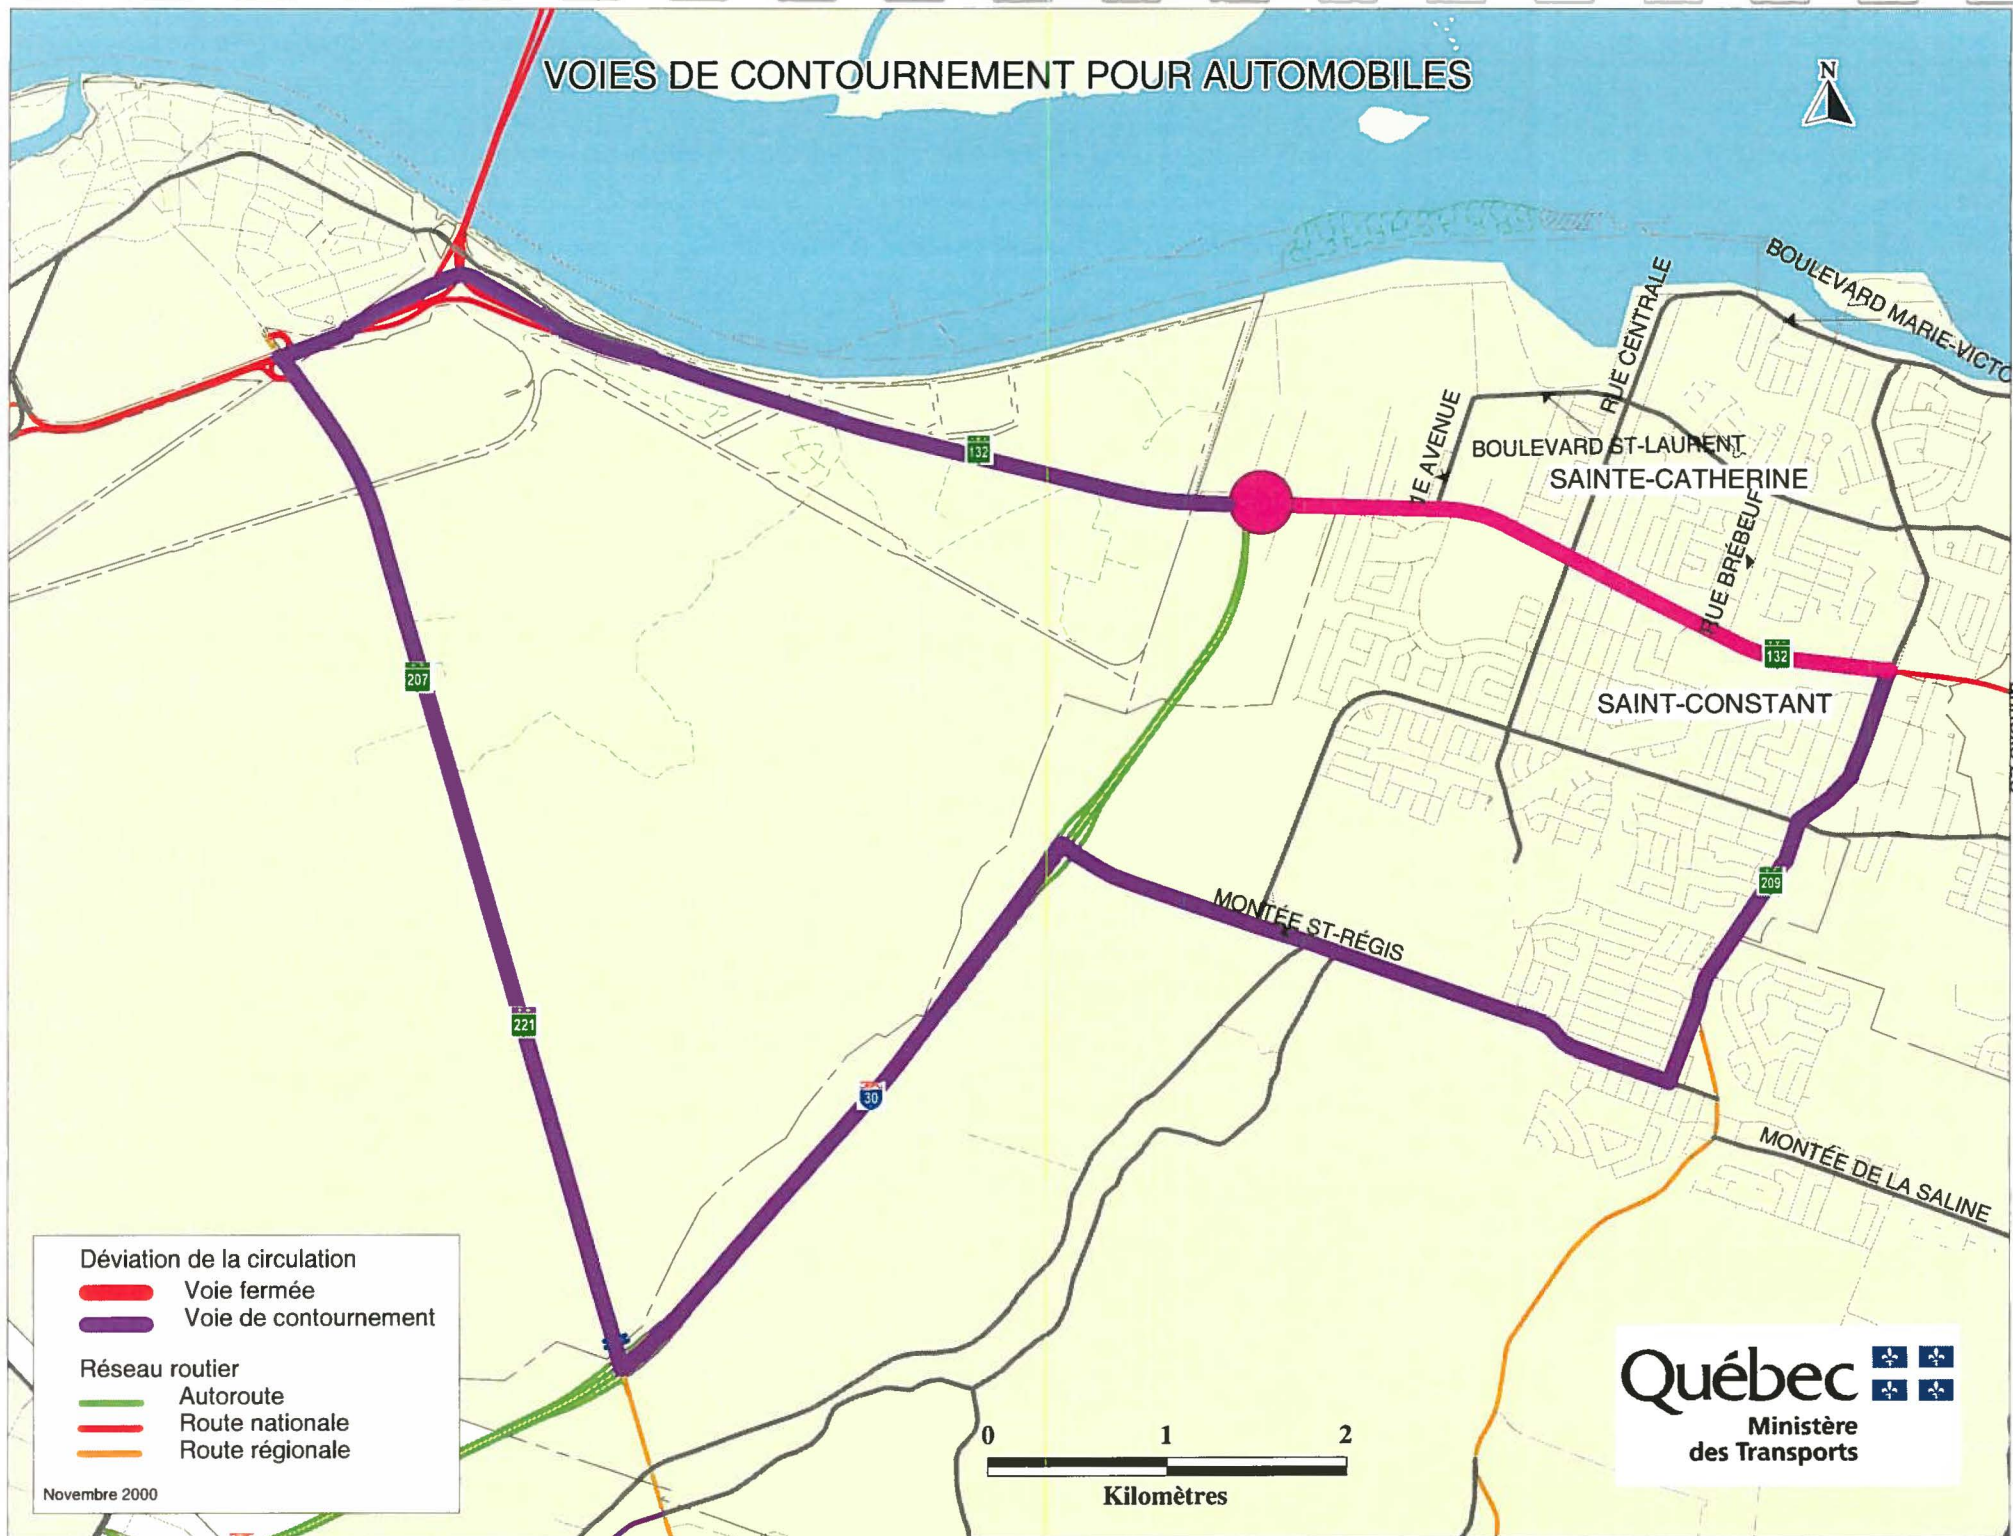 VOIES DE CONTOURNEMENT POUR AUTOMOBILES
N
BOULEVARD MARIE-VICTO
RUE CENTRALE
1E AVENUE
BOULEVARD ST-LAURENT
SAINTE-CATHERINE
132
RUE BRÉBEUF
132
207
SAINT-CONSTANT
209
MONTÉE ST-RÉGIS
221
30
MONTÉE DE LA SALINE
Déviation de la circulation
Voie fermée
Voie de contournement
Réseau routier
Autoroute
Route nationale
Route régionale
Novembre 2000
0 1 2
Kilomètres
Québec
Ministère
des Transports